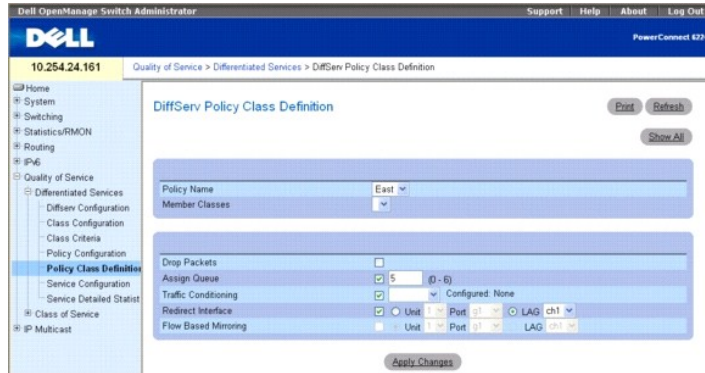 Dell OpenManage Switch Administrator
Support Help About Log Out
DELL
PowerConnect 622
10.254.24.161
Quality of Service > Differentiated Services > DiffServ Policy Class Definition
Home
System
Switching
Statistics/RMON
Routing
IPv6
Quality of Service
Differentiated Services
Diffserv Configuration
Class Configuration
Class Criteria
Policy Configuration
Policy Class Definition
Service Configuration
Service Detailed Statist
Class of Service
IP Multicast
DiffServ Policy Class Definition
Print Refresh
Show All
Policy Name East
Member Classes
Drop Packets
Assign Queue 5 (0 - 6)
Traffic Conditioning Configured: None
Redirect Interface Unit 1 Port g1 LAG ch1
Flow Based Mirroring Unit 1 Port g1 LAG ch1
Apply Changes